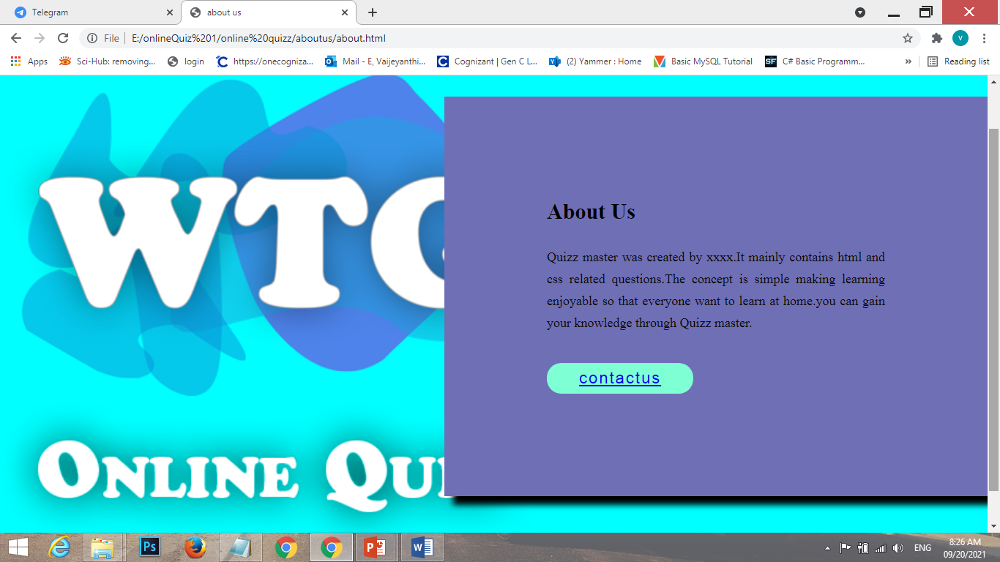 Telegram
about us
File
E:/onlineQuiz%201/online%20quizz/aboutus/about.html
V
Apps
Sci-Hub: removing...
login
https://onecogniza...
Mail - E, Vaijeyanthi...
Cognizant | Gen C L...
(2) Yammer : Home
Basic MySQL Tutorial
SF
C# Basic Programm...
»
Reading list
WT
About Us
Quizz master was created by xxxx.It mainly contains html and
css related questions.The concept is simple making learning
enjoyable so that everyone want to learn at home.you can gain
your knowledge through Quizz master.
contactus
Online Qu
Ps
ENG
8:26 AM
09/20/2021